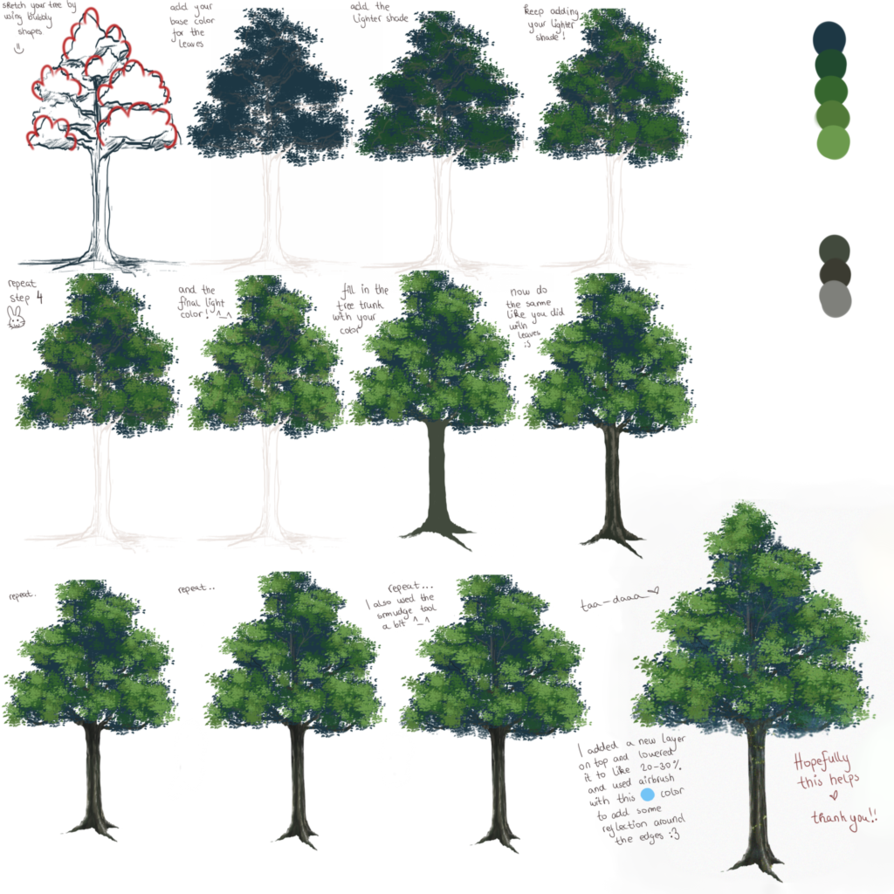 sketch your tree by
using bubbly
shapes
:)
add your
base color
for the
leaves
add the
lighter shade
keep adding
your lighter
shade!
repeat
step 4
and the
final light
color! ^_^
fill in the
tree trunk
with your
color
now do
the same
like you did
with
leaves
:3
repeat.
repeat..
repeat...
I also used the
smudge tool
a bit ^_^
taa-daaa~♡
I added a new layer
on top and lowered
it to like 20-30%
and used airbrush
with this color
to add some
reflection around
the edges :3
Hopefully
this helps
♡
thank you!!